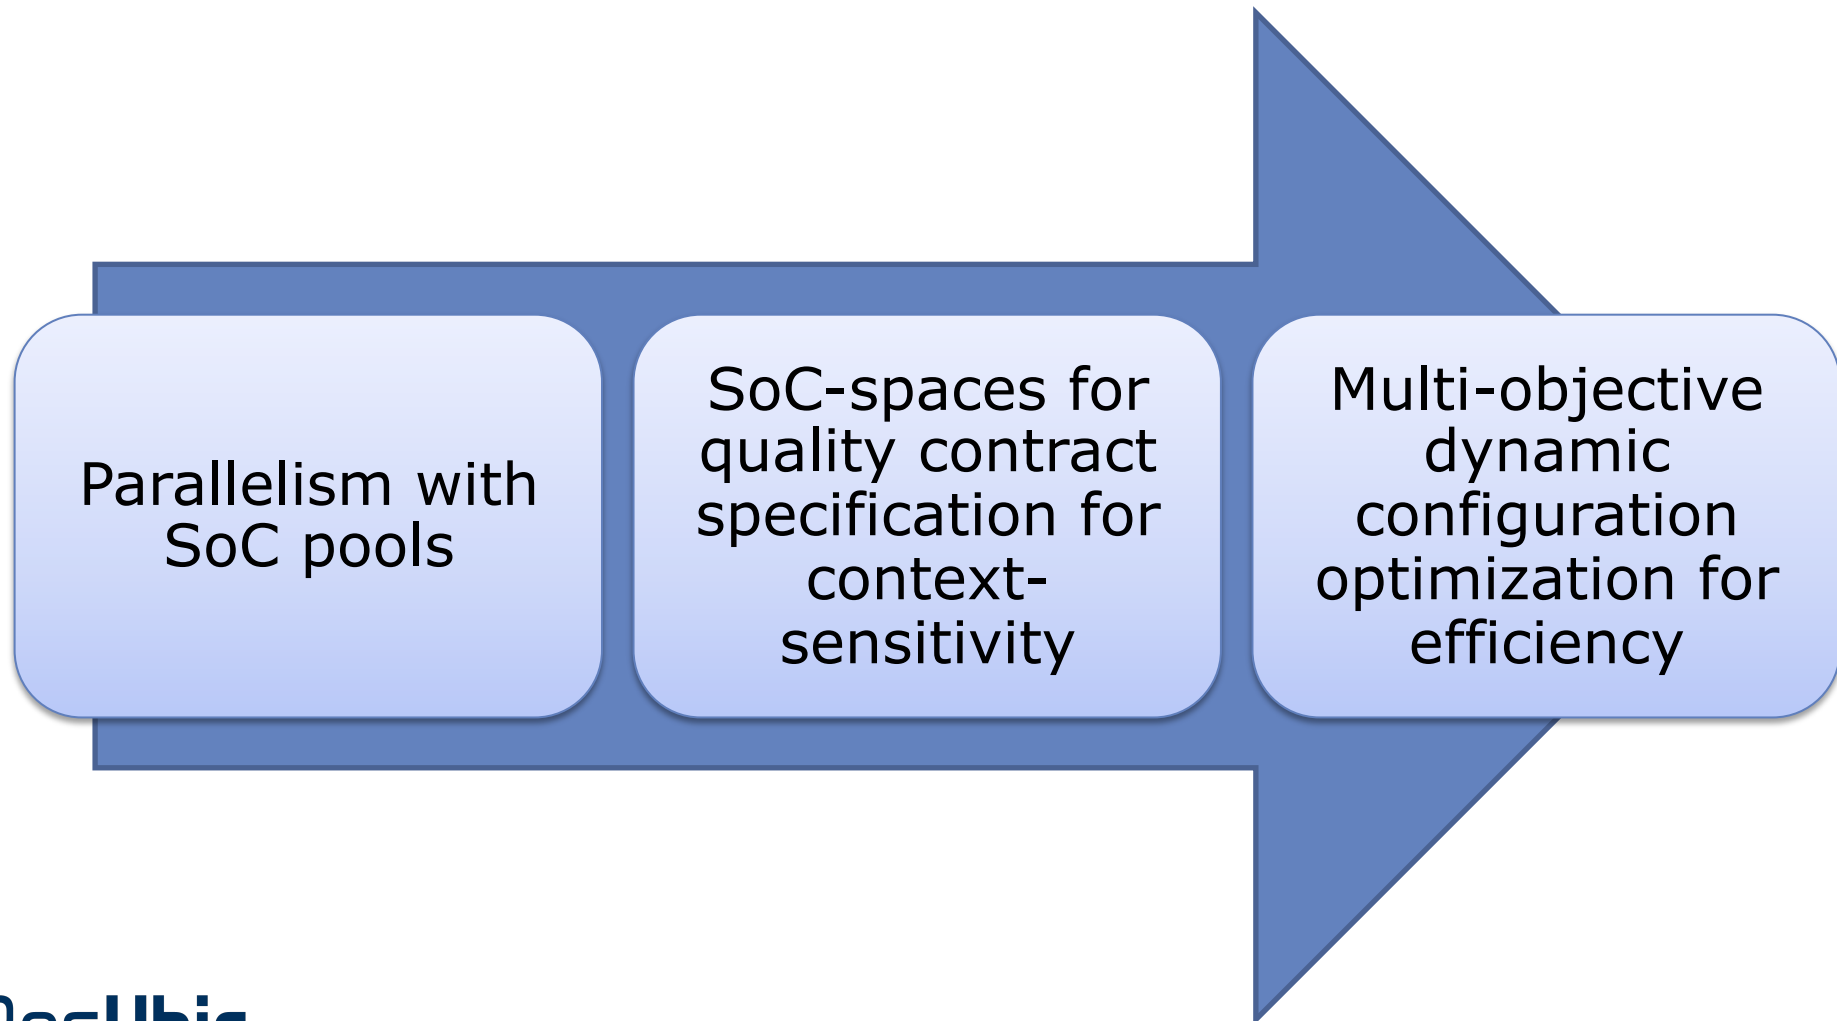 Parallelism with
SoC pools
SoC-spaces for
quality contract
specification for
context-
sensitivity
Multi-objective
dynamic
configuration
optimization for
efficiency